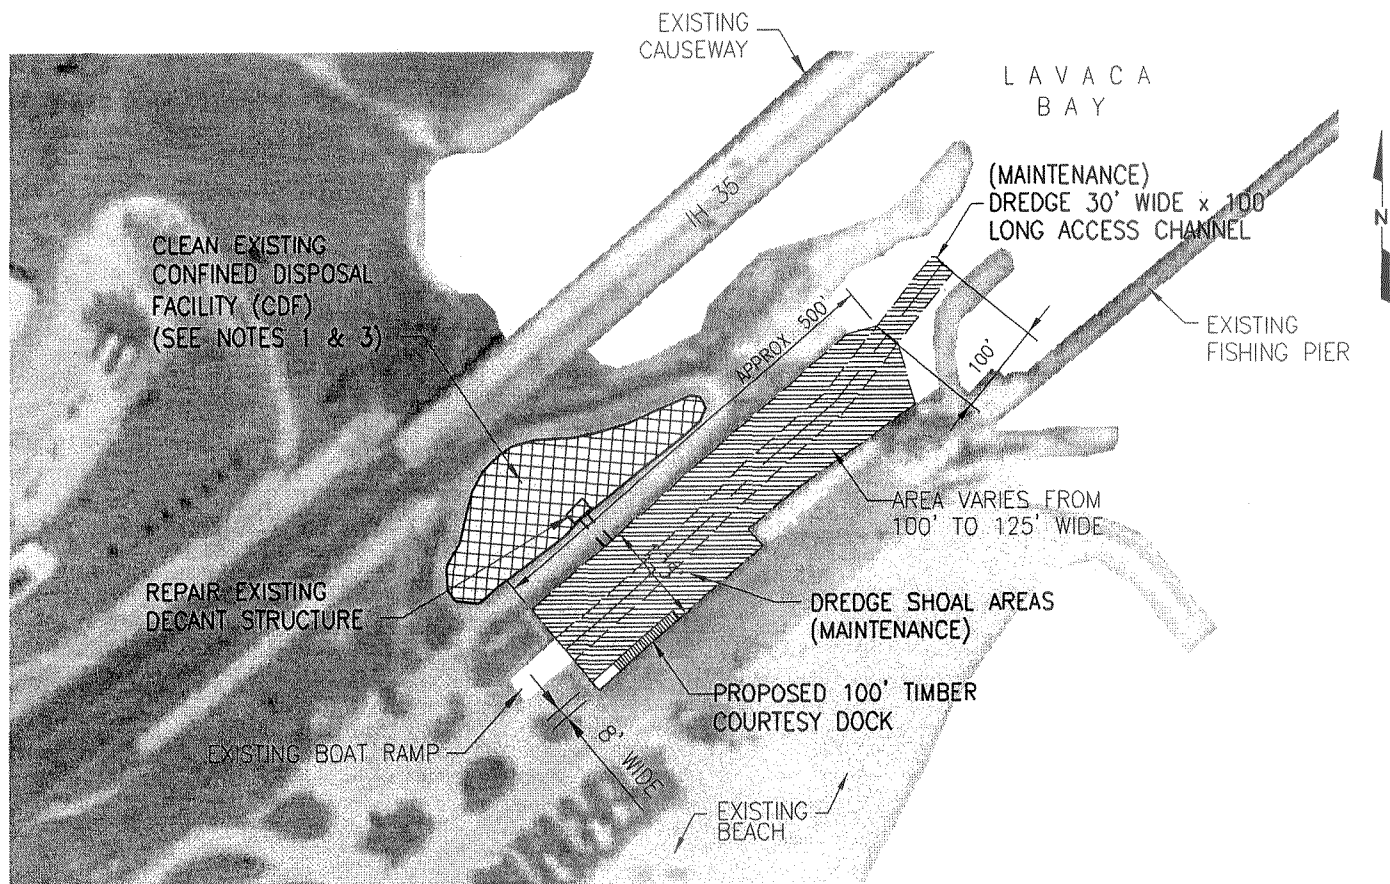 EXISTING
CAUSEWAY
LAVACA
BAY
(MAINTENANCE)
DREDGE 30' WIDE x 100'
LONG ACCESS CHANNEL
N
IH 35
CLEAN EXISTING
CONFINED DISPOSAL
FACILITY (CDF)
(SEE NOTES 1 & 3)
APPROX 500'
100'
EXISTING
FISHING PIER
AREA VARIES FROM
100' TO 125' WIDE
REPAIR EXISTING
DECANT STRUCTURE
DREDGE SHOAL AREAS
(MAINTENANCE)
PROPOSED 100' TIMBER
COURTESY DOCK
EXISTING BOAT RAMP
8' WIDE
EXISTING
BEACH